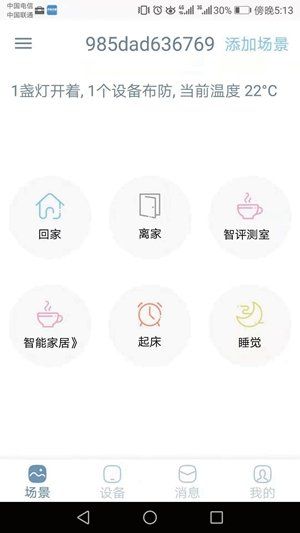 中国电信
中国联通
4G 3G 30% 傍晚5:13
985dad636769 添加场景
1盏灯开着, 1个设备布防, 当前温度 22°C
回家 离家 智评测室
智能家居》 起床 睡觉
场景 设备 消息 我的